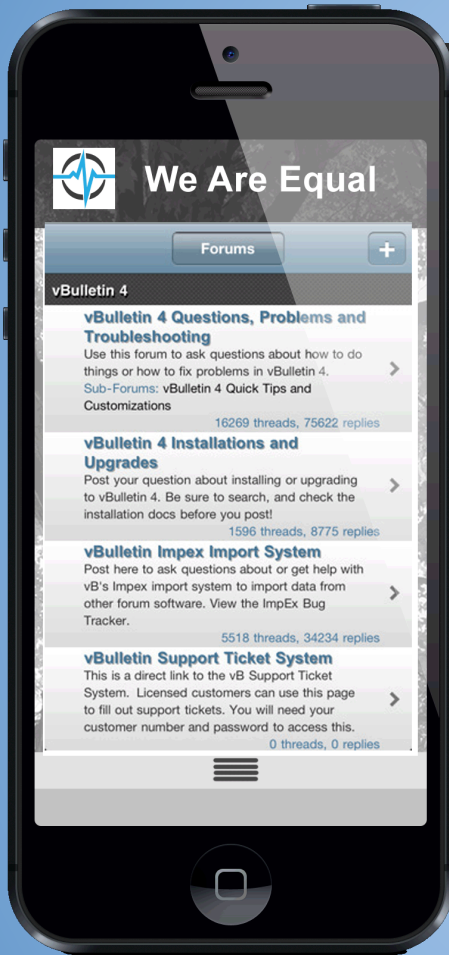 We Are Equal
Forums
+
vBulletin 4
vBulletin 4 Questions, Problems and
Troubleshooting
Use this forum to ask questions about how to do
things or how to fix problems in vBulletin 4.
Sub-Forums: vBulletin 4 Quick Tips and
Customizations
16269 threads, 75622 replies
vBulletin 4 Installations and
Upgrades
Post your question about installing or upgrading
to vBulletin 4. Be sure to search, and check the
installation docs before you post!
1596 threads, 8775 replies
vBulletin Impex Import System
Post here to ask questions about or get help with
vB's Impex import system to import data from
other forum software. View the ImpEx Bug
Tracker.
5518 threads, 34234 replies
vBulletin Support Ticket System
This is a direct link to the vB Support Ticket
System. Licensed customers can use this page
to fill out support tickets. You will need your
customer number and password to access this.
0 threads, 0 replies